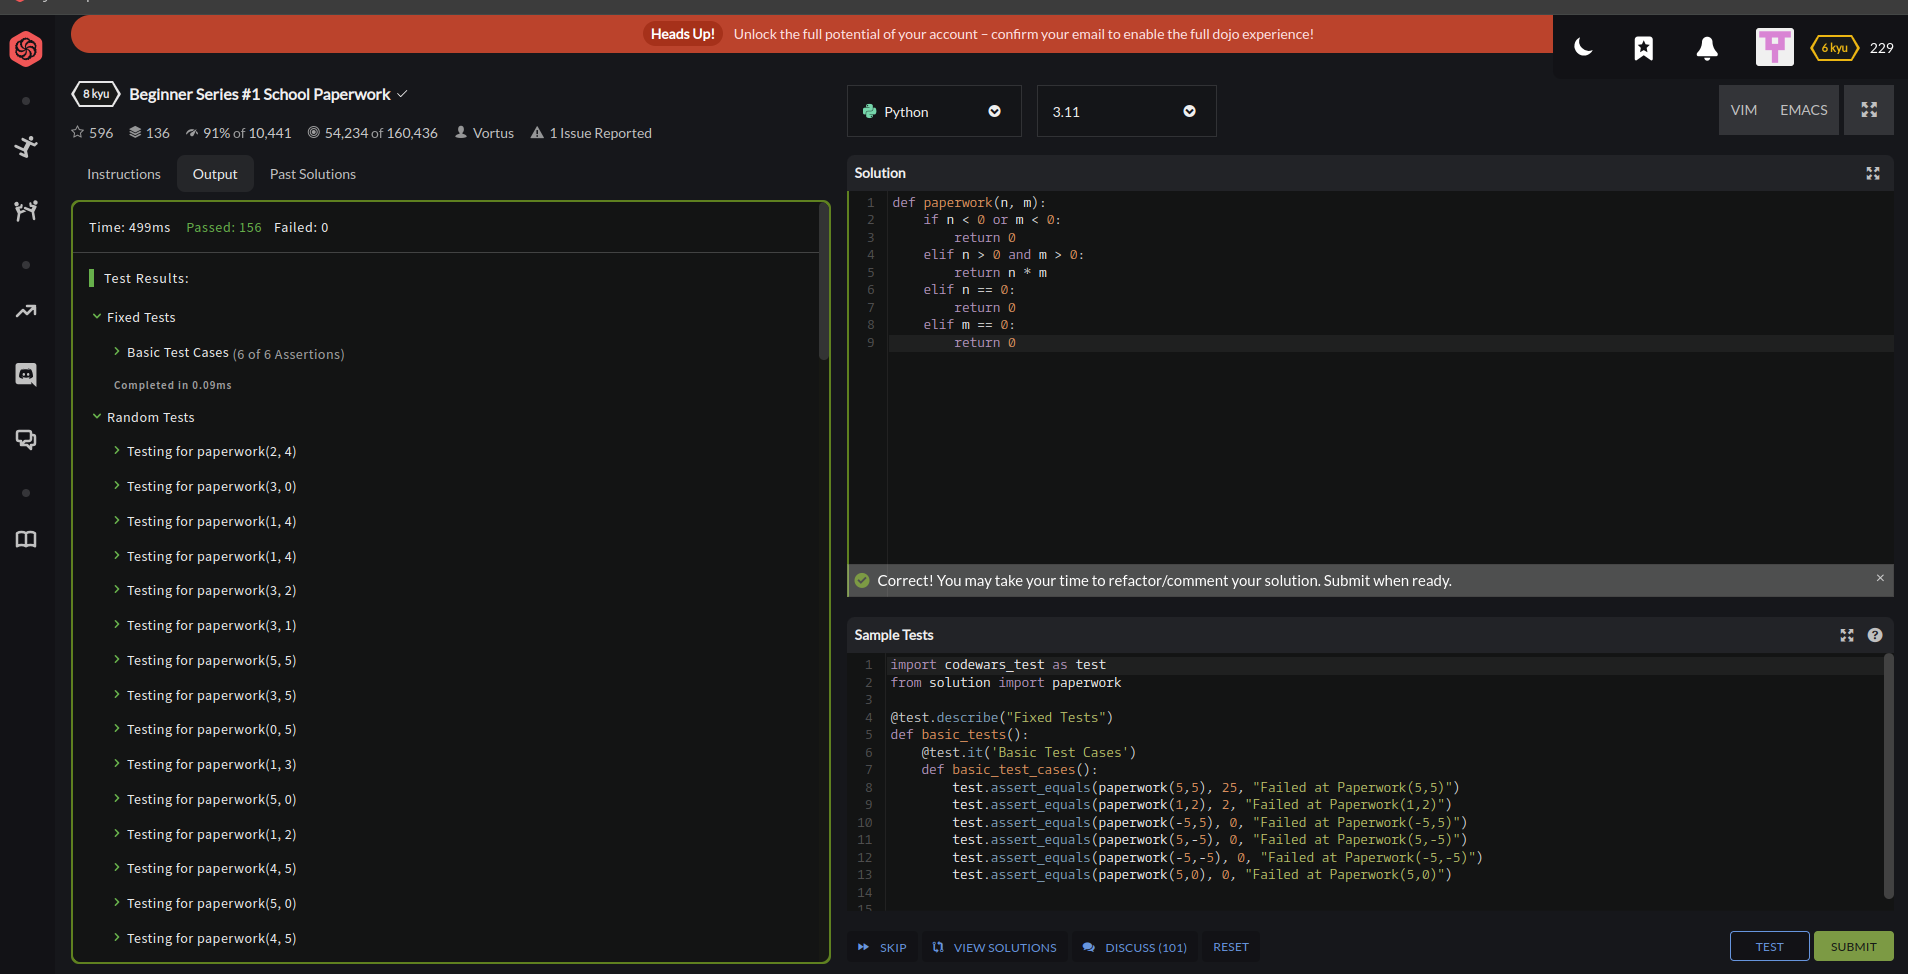 Heads Up! Unlock the full potential of your account – confirm your email to enable the full dojo experience!
6 kyu 229
8 kyu Beginner Series #1 School Paperwork
596 136 91% of 10,441 54,234 of 160,436 Vortus 1 Issue Reported
Instructions Output Past Solutions
Time: 499ms Passed: 156 Failed: 0
Test Results:
Fixed Tests
Basic Test Cases (6 of 6 Assertions)
Completed in 0.09ms
Random Tests
Testing for paperwork(2, 4)
Testing for paperwork(3, 0)
Testing for paperwork(1, 4)
Testing for paperwork(1, 4)
Testing for paperwork(3, 2)
Testing for paperwork(3, 1)
Testing for paperwork(5, 5)
Testing for paperwork(3, 5)
Testing for paperwork(0, 5)
Testing for paperwork(1, 3)
Testing for paperwork(5, 0)
Testing for paperwork(1, 2)
Testing for paperwork(4, 5)
Testing for paperwork(5, 0)
Testing for paperwork(4, 5)
Python 3.11 VIM EMACS
Solution
1 def paperwork(n, m):
2 if n < 0 or m < 0:
3 return 0
4 elif n > 0 and m > 0:
5 return n * m
6 elif n == 0:
7 return 0
8 elif m == 0:
9 return 0
Correct! You may take your time to refactor/comment your solution. Submit when ready. ×
Sample Tests ?
1 import codewars_test as test
2 from solution import paperwork
3
4 @test.describe("Fixed Tests")
5 def basic_tests():
6 @test.it('Basic Test Cases')
7 def basic_test_cases():
8 test.assert_equals(paperwork(5,5), 25, "Failed at Paperwork(5,5)")
9 test.assert_equals(paperwork(1,2), 2, "Failed at Paperwork(1,2)")
10 test.assert_equals(paperwork(-5,5), 0, "Failed at Paperwork(-5,5)")
11 test.assert_equals(paperwork(5,-5), 0, "Failed at Paperwork(5,-5)")
12 test.assert_equals(paperwork(-5,-5), 0, "Failed at Paperwork(-5,-5)")
13 test.assert_equals(paperwork(5,0), 0, "Failed at Paperwork(5,0)")
14
15
SKIP VIEW SOLUTIONS DISCUSS (101) RESET TEST SUBMIT